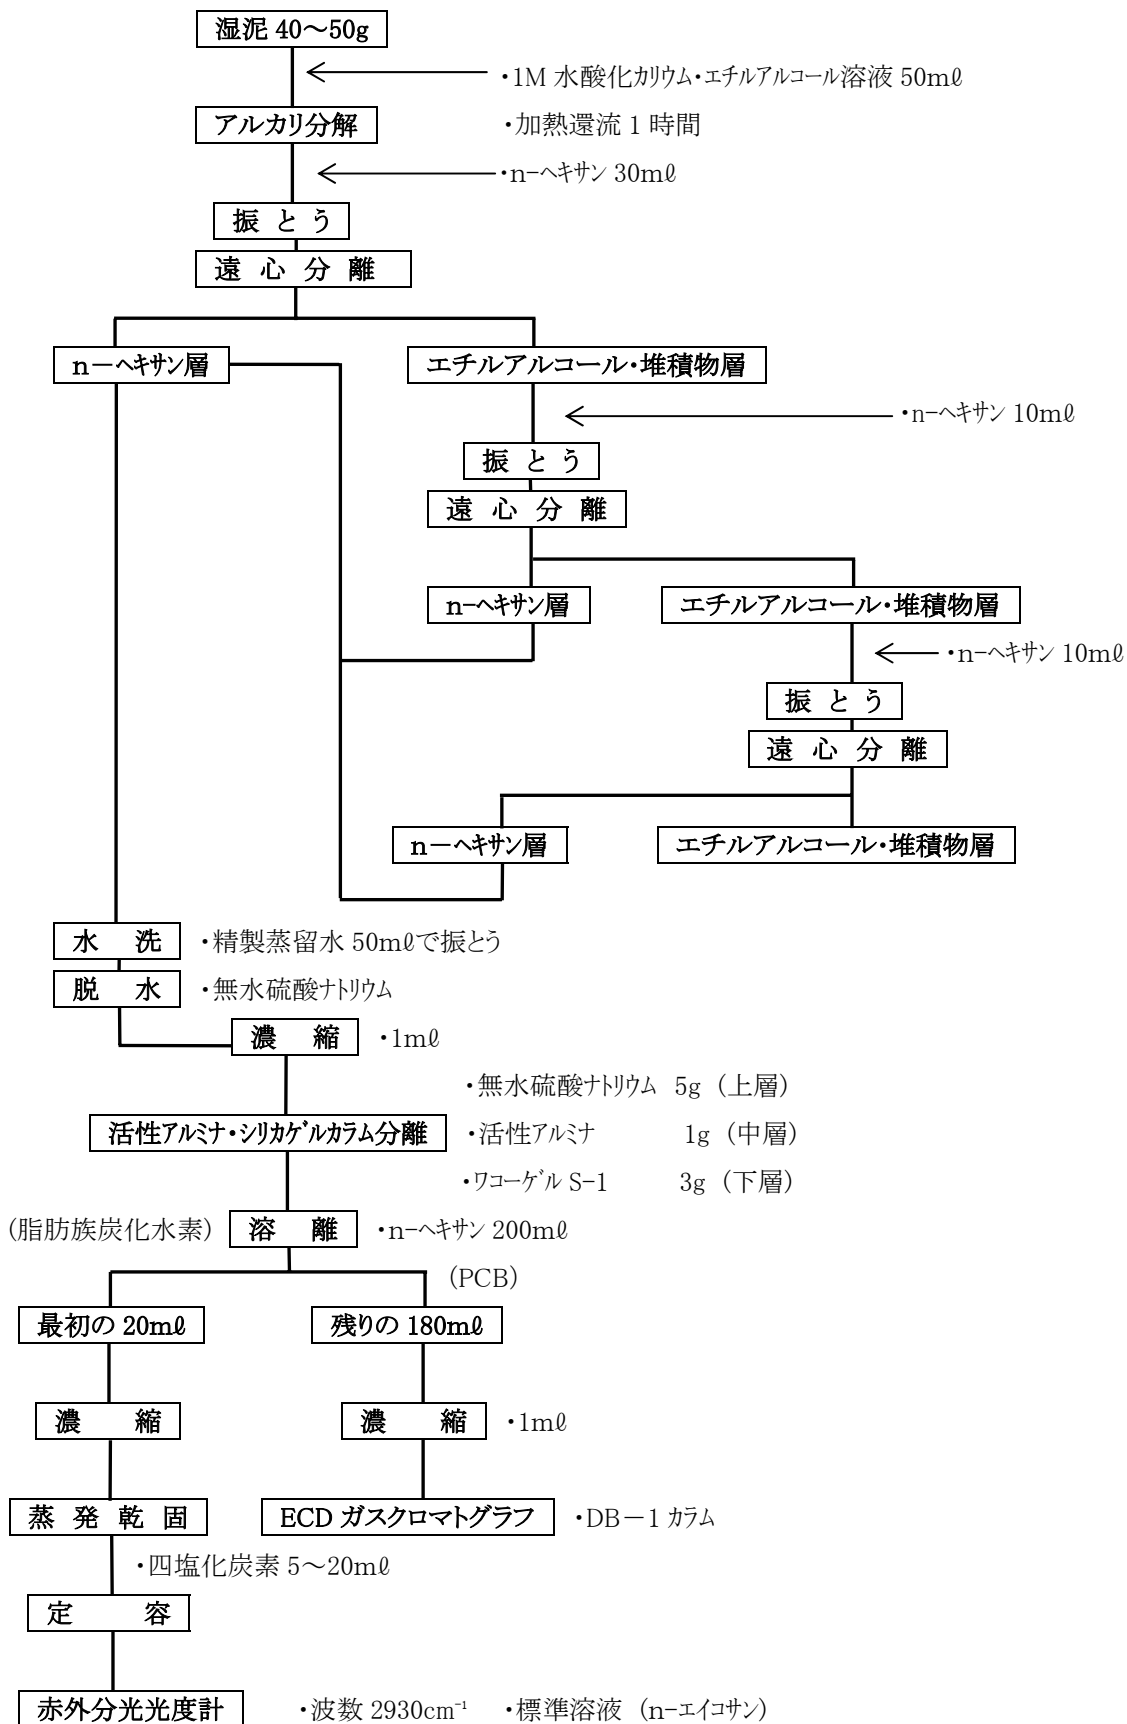 湿泥 40～50g
・1M 水酸化カリウム・エチルアルコール溶液 50mℓ
アルカリ分解 ・加熱還流 1 時間
・n-ヘキサン 30mℓ
振 と う
遠 心 分 離
n－ヘキサン層 エチルアルコール・堆積物層
・n-ヘキサン 10mℓ
振 と う
遠 心 分 離
n-ヘキサン層 エチルアルコール・堆積物層
・n-ヘキサン 10mℓ
振 と う
遠 心 分 離
n－ヘキサン層 エチルアルコール・堆積物層
水 洗 ・精製蒸留水 50mℓで振とう
脱 水 ・無水硫酸ナトリウム
濃 縮 ・1mℓ
・無水硫酸ナトリウム 5g (上層)
活性アルミナ・シリカゲルカラム分離 ・活性アルミナ 1g (中層)
・ワコーゲル S-1 3g (下層)
(脂肪族炭化水素) 溶 離 ・n-ヘキサン 200mℓ
(PCB)
最初の 20mℓ 残りの 180mℓ
濃 縮 濃 縮 ・1mℓ
蒸 発 乾 固 ECD ガスクロマトグラフ ・DB－1 カラム
・四塩化炭素 5～20mℓ
定 容
赤外分光光度計 ・波数 2930cm⁻¹ ・標準溶液 (n-エイコサン)